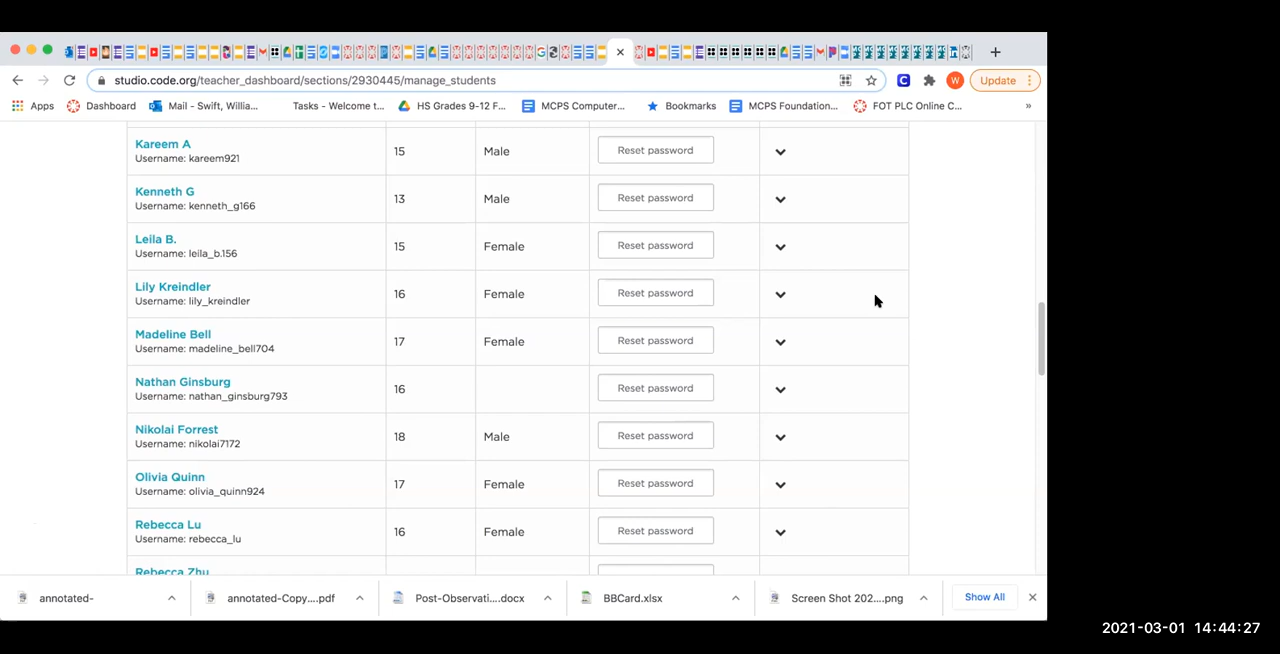 studio.code.org/teacher_dashboard/sections/2930445/manage_students
Update
Apps
Dashboard
Mail - Swift, Willia...
Tasks - Welcome t...
HS Grades 9-12 F...
MCPS Computer...
Bookmarks
MCPS Foundation...
FOT PLC Online C...
»
Kareem A
Username: kareem921
15
Male
Reset password
Kenneth G
Username: kenneth_g166
13
Male
Reset password
Leila B.
Username: leila_b.156
15
Female
Reset password
Lily Kreindler
Username: lily_kreindler
16
Female
Reset password
Madeline Bell
Username: madeline_bell704
17
Female
Reset password
Nathan Ginsburg
Username: nathan_ginsburg793
16
Reset password
Nikolai Forrest
Username: nikolai7172
18
Male
Reset password
Olivia Quinn
Username: olivia_quinn924
17
Female
Reset password
Rebecca Lu
Username: rebecca_lu
16
Female
Reset password
Rebecca Zhu
annotated-
annotated-Copy....pdf
Post-Observati....docx
BBCard.xlsx
Screen Shot 202....png
Show All
2021-03-01 14:44:27